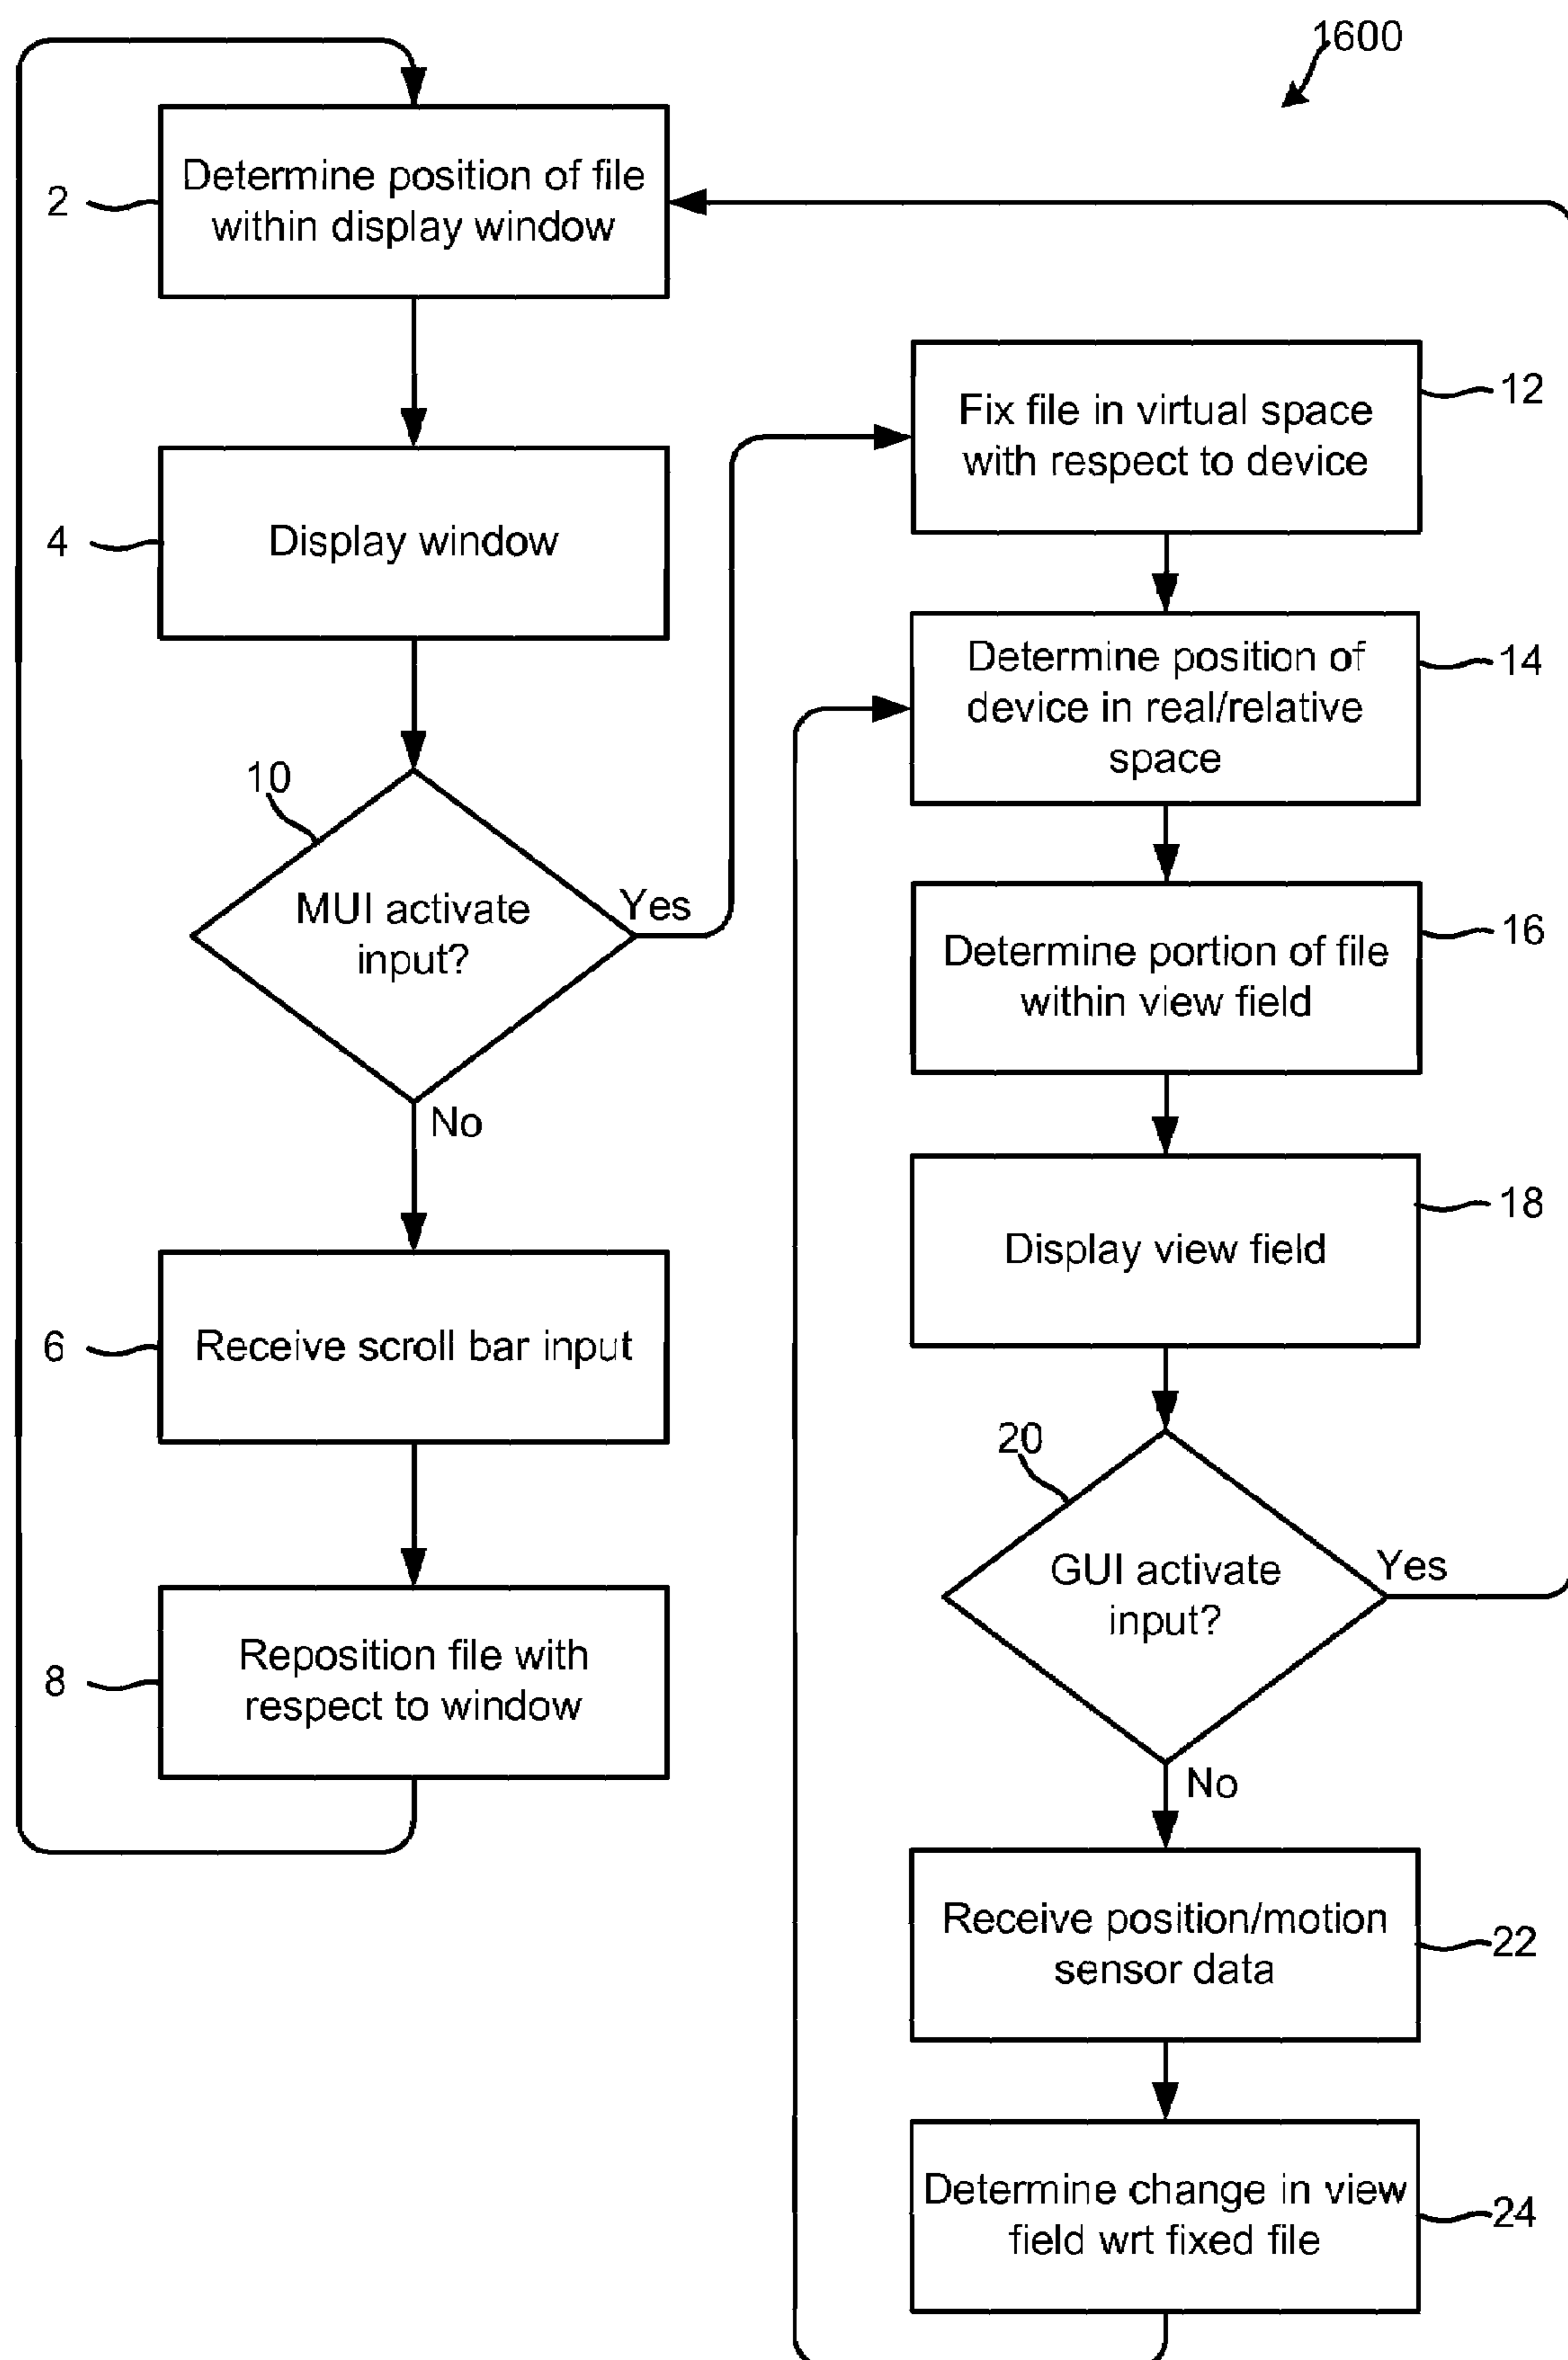 1600
2
Determine position of file
within display window
4
Display window
10
MUI activate
input?
Yes
No
6
Receive scroll bar input
8
Reposition file with
respect to window
12
Fix file in virtual space
with respect to device
14
Determine position of
device in real/relative
space
16
Determine portion of file
within view field
18
Display view field
20
GUI activate
input?
Yes
No
22
Receive position/motion
sensor data
24
Determine change in view
field wrt fixed file